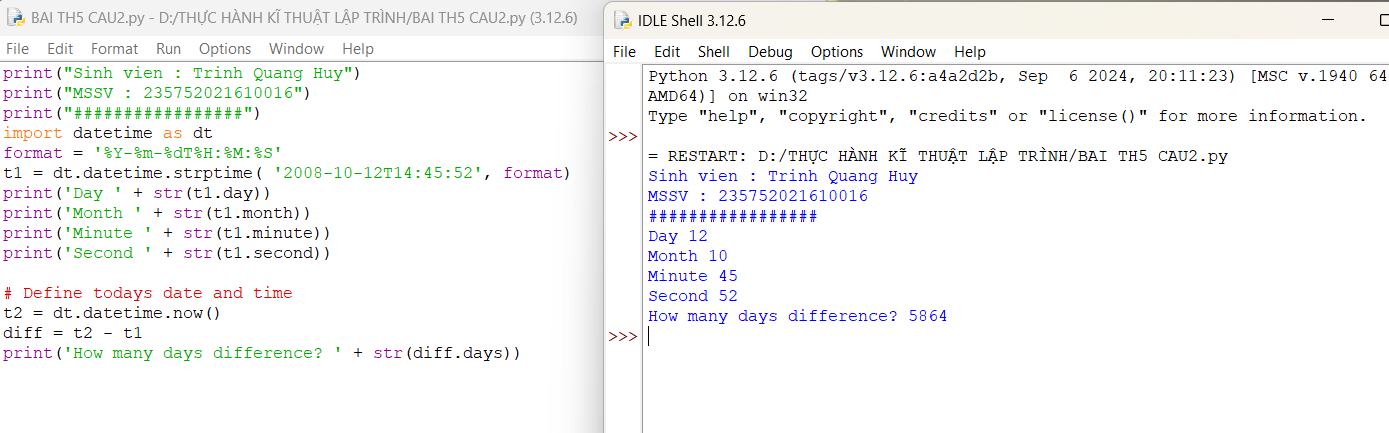 BAI TH5 CAU2.py - D:/THỰC HÀNH KĨ THUẬT LẬP TRÌNH/BAI TH5 CAU2.py (3.12.6)
File Edit Format Run Options Window Help
print("Sinh vien : Trinh Quang Huy")
print("MSSV : 235752021610016")
print("#################")
import datetime as dt
format = '%Y-%m-%dT%H:%M:%S'
t1 = dt.datetime.strptime( '2008-10-12T14:45:52', format)
print('Day ' + str(t1.day))
print('Month ' + str(t1.month))
print('Minute ' + str(t1.minute))
print('Second ' + str(t1.second))
# Define todays date and time
t2 = dt.datetime.now()
diff = t2 - t1
print('How many days difference? ' + str(diff.days))
IDLE Shell 3.12.6
File Edit Shell Debug Options Window Help
Python 3.12.6 (tags/v3.12.6:a4a2d2b, Sep  6 2024, 20:11:23) [MSC v.1940 64
AMD64)] on win32
Type "help", "copyright", "credits" or "license()" for more information.
>>>
= RESTART: D:/THỰC HÀNH KĨ THUẬT LẬP TRÌNH/BAI TH5 CAU2.py
Sinh vien : Trinh Quang Huy
MSSV : 235752021610016
#################
Day 12
Month 10
Minute 45
Second 52
How many days difference? 5864
>>>